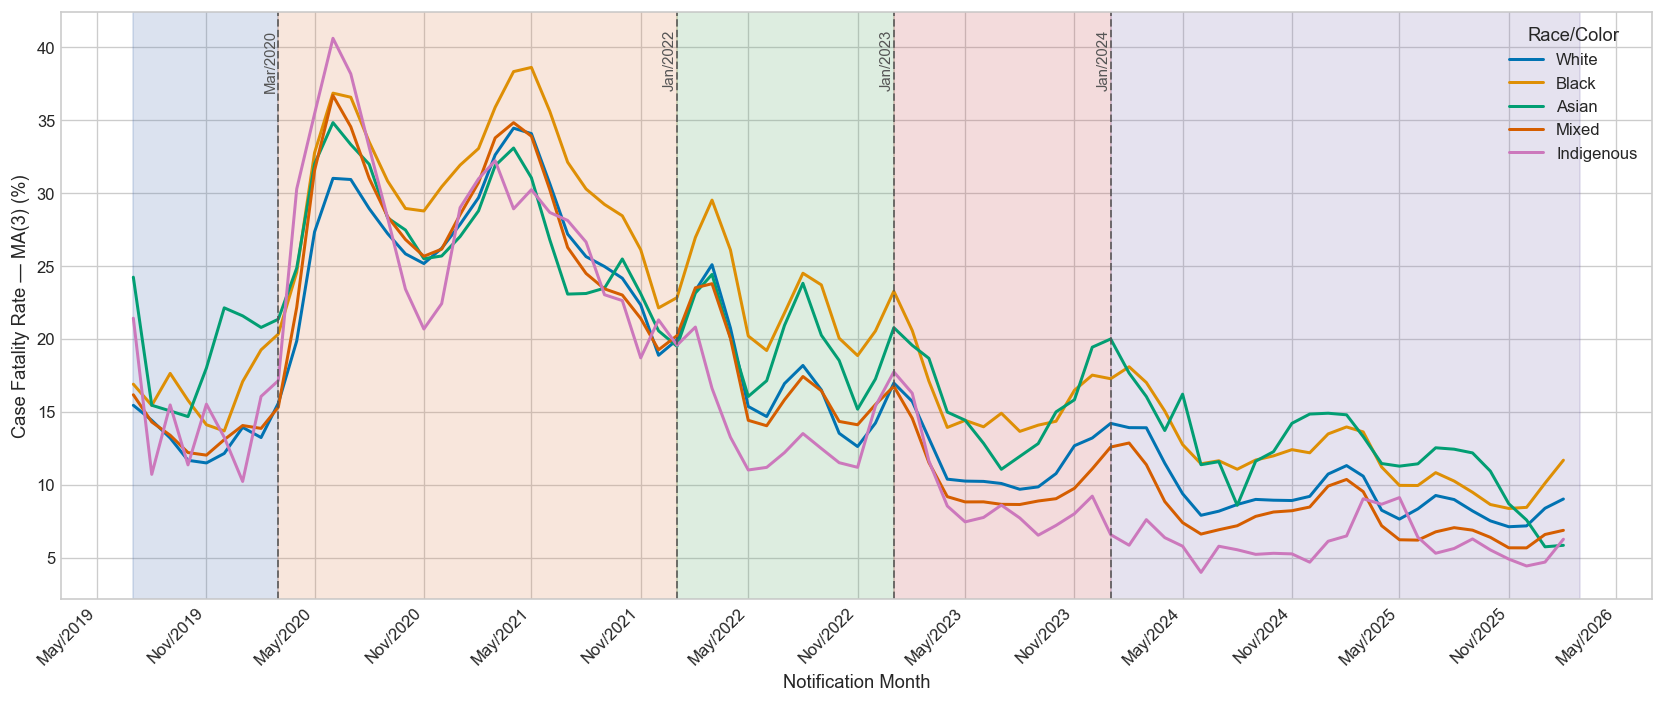 Race/Color
White
Black
Asian
Mixed
Indigenous
Mar/2020
Jan/2022
Jan/2023
Jan/2024
Case Fatality Rate — MA(3) (%)
40
35
30
25
20
15
10
5
May/2019
Nov/2019
May/2020
Nov/2020
May/2021
Nov/2021
May/2022
Nov/2022
May/2023
Nov/2023
May/2024
Nov/2024
May/2025
Nov/2025
May/2026
Notification Month